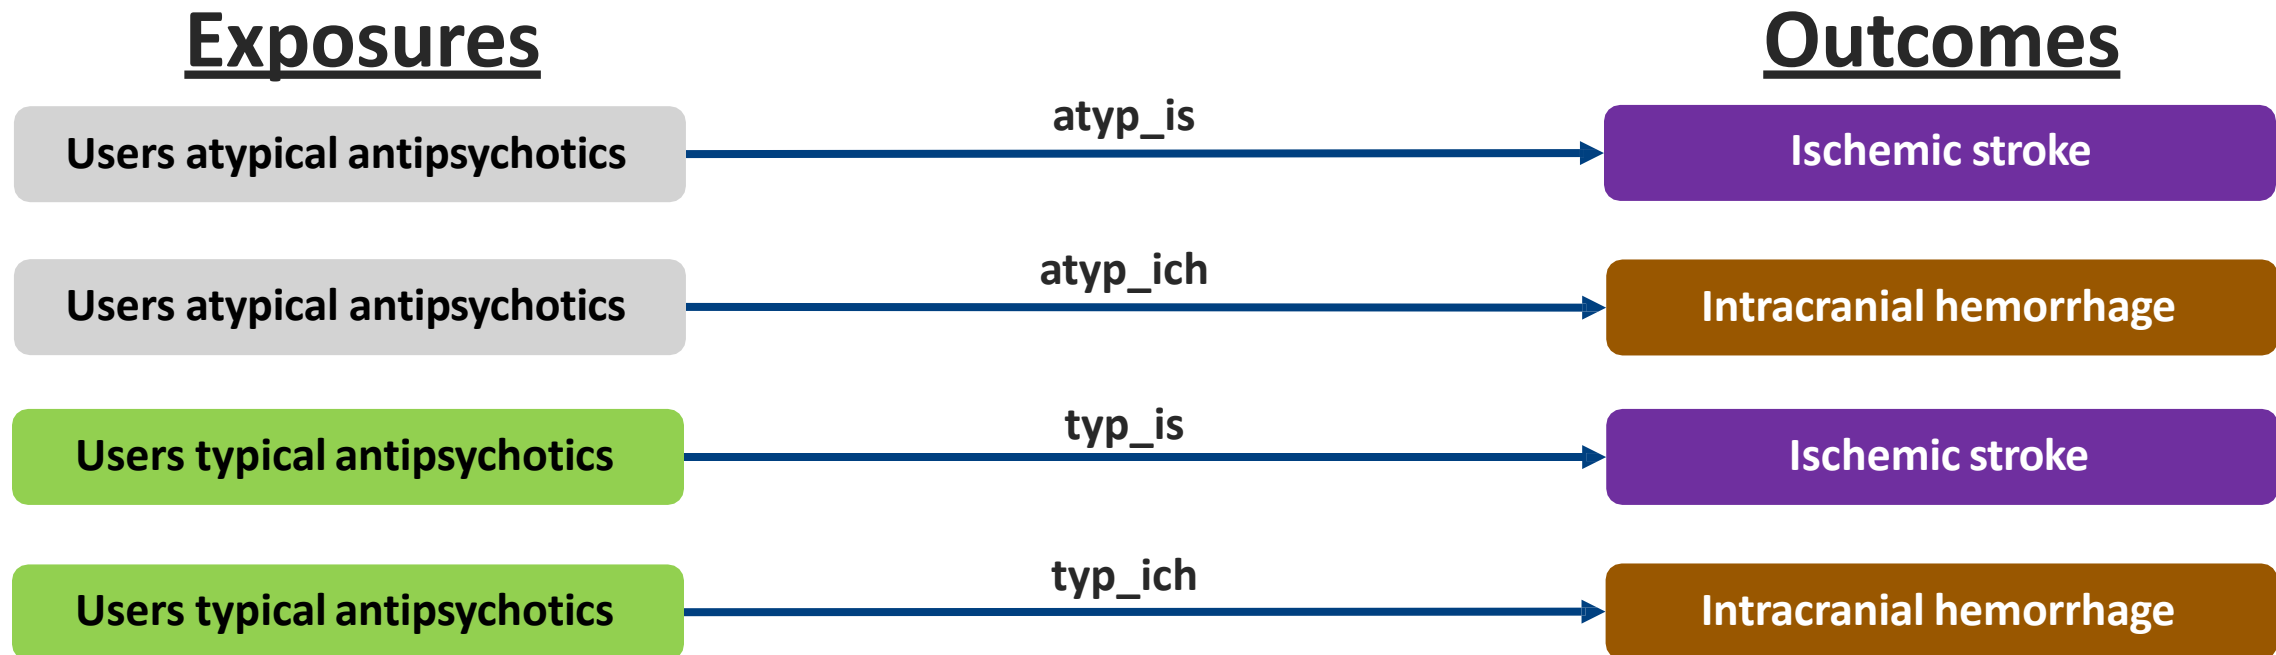 Exposures
Outcomes
Users atypical antipsychotics
atyp_is
Ischemic stroke
Users atypical antipsychotics
atyp_ich
Intracranial hemorrhage
Users typical antipsychotics
typ_is
Ischemic stroke
Users typical antipsychotics
typ_ich
Intracranial hemorrhage